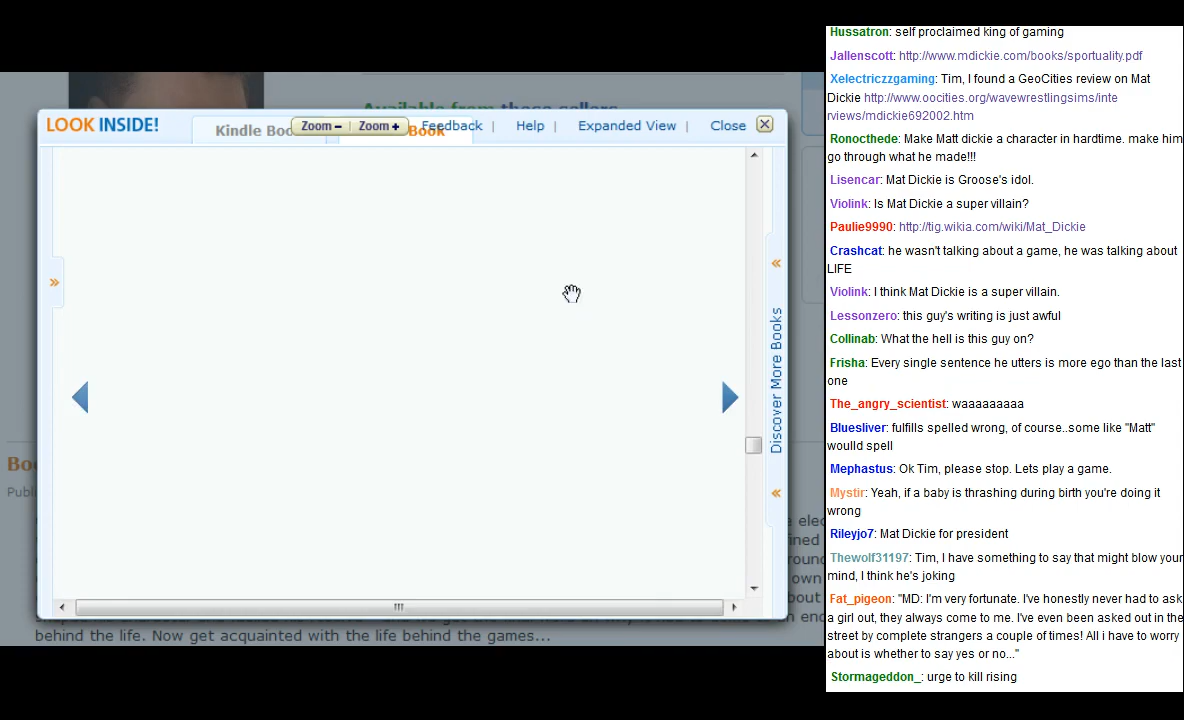 Available from these sellers
LOOK INSIDE!
Kindle Boo
Zoom – | Zoom +
Book
Feedback |
Help |
Expanded View |
Close
Discover More Books
Boo
Publi
e elec
ined
roun
own
bout
end
behind the life. Now get acquainted with the life behind the games...
Hussatron: self proclaimed king of gaming
Jallenscott: http://www.mdickie.com/books/sportuality.pdf
Xelectriczzgaming: Tim, I found a GeoCities review on Mat
Dickie http://www.oocities.org/wavewrestlingsims/inte
rviews/mdickie692002.htm
Ronocthede: Make Matt dickie a character in hardtime. make him
go through what he made!!!
Lisencar: Mat Dickie is Groose's idol.
Violink: Is Mat Dickie a super villain?
Paulie9990: http://tig.wikia.com/wiki/Mat_Dickie
Crashcat: he wasn't talking about a game, he was talking about
LIFE
Violink: I think Mat Dickie is a super villain.
Lessonzero: this guy's writing is just awful
Collinab: What the hell is this guy on?
Frisha: Every single sentence he utters is more ego than the last
one
The_angry_scientist: waaaaaaaaa
Bluesliver: fulfills spelled wrong, of course..some like "Matt"
woulld spell
Mephastus: Ok Tim, please stop. Lets play a game.
Mystir: Yeah, if a baby is thrashing during birth you're doing it
wrong
Rileyjo7: Mat Dickie for president
Thewolf31197: Tim, I have something to say that might blow your
mind, I think he's joking
Fat_pigeon: "MD: I'm very fortunate. I've honestly never had to ask
a girl out, they always come to me. I've even been asked out in the
street by complete strangers a couple of times! All i have to worry
about is whether to say yes or no..."
Stormageddon_: urge to kill rising